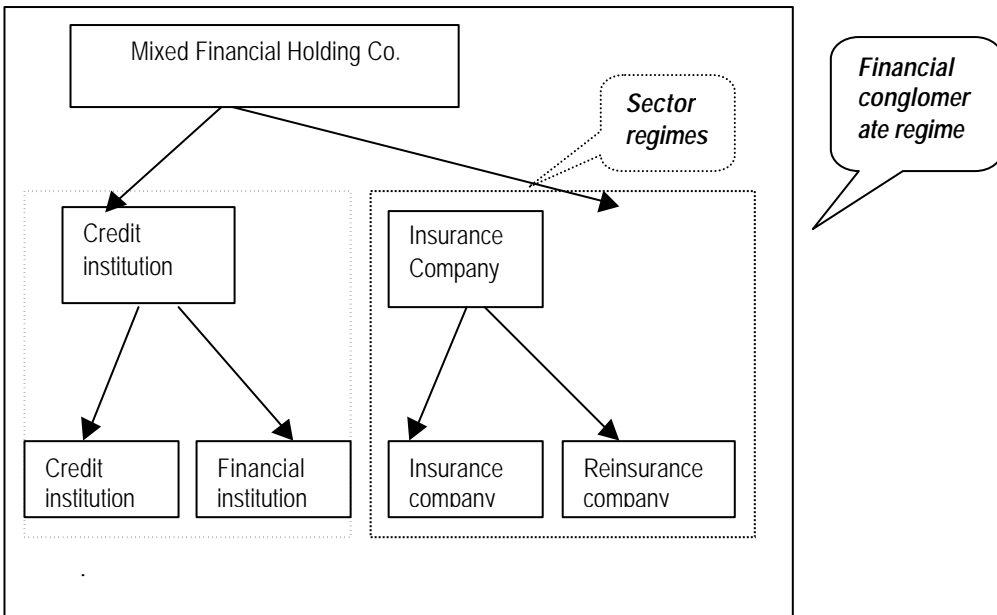 Mixed Financial Holding Co.
Financial
conglomer
ate regime
Sector
regimes
Credit
institution
Insurance
Company
Credit
institution
Financial
institution
Insurance
company
Reinsurance
company
.